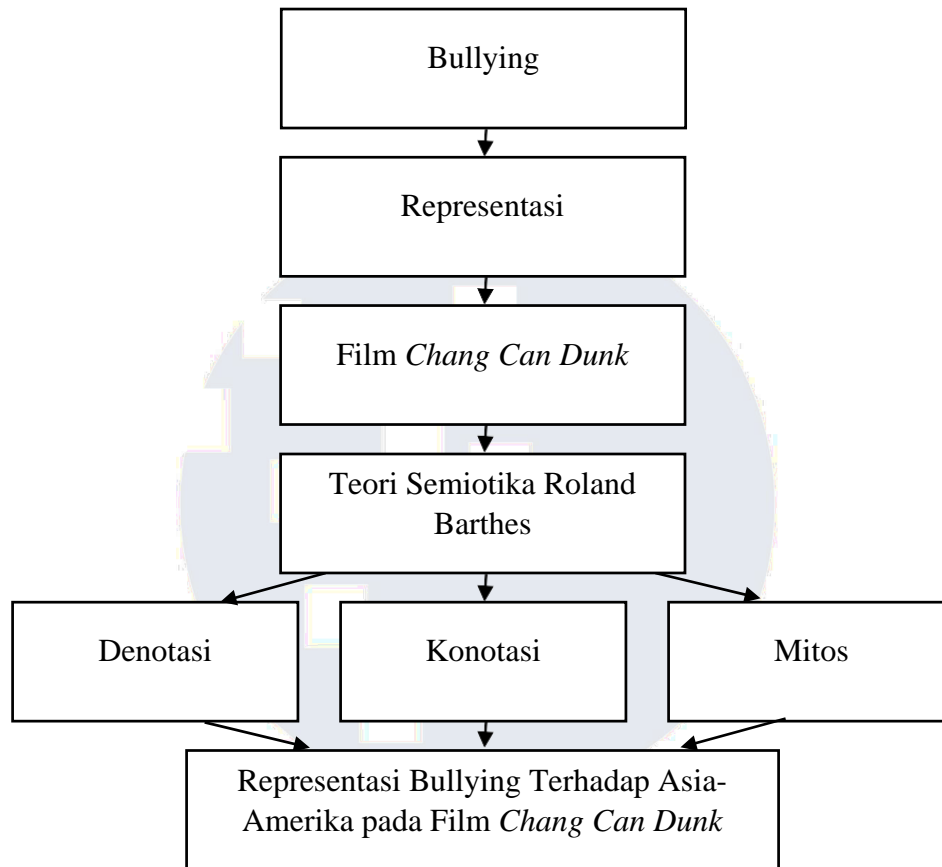 Bullying
Representasi
Film Chang Can Dunk
Teori Semiotika Roland
Barthes
Denotasi
Konotasi
Mitos
Representasi Bullying Terhadap Asia-
Amerika pada Film Chang Can Dunk